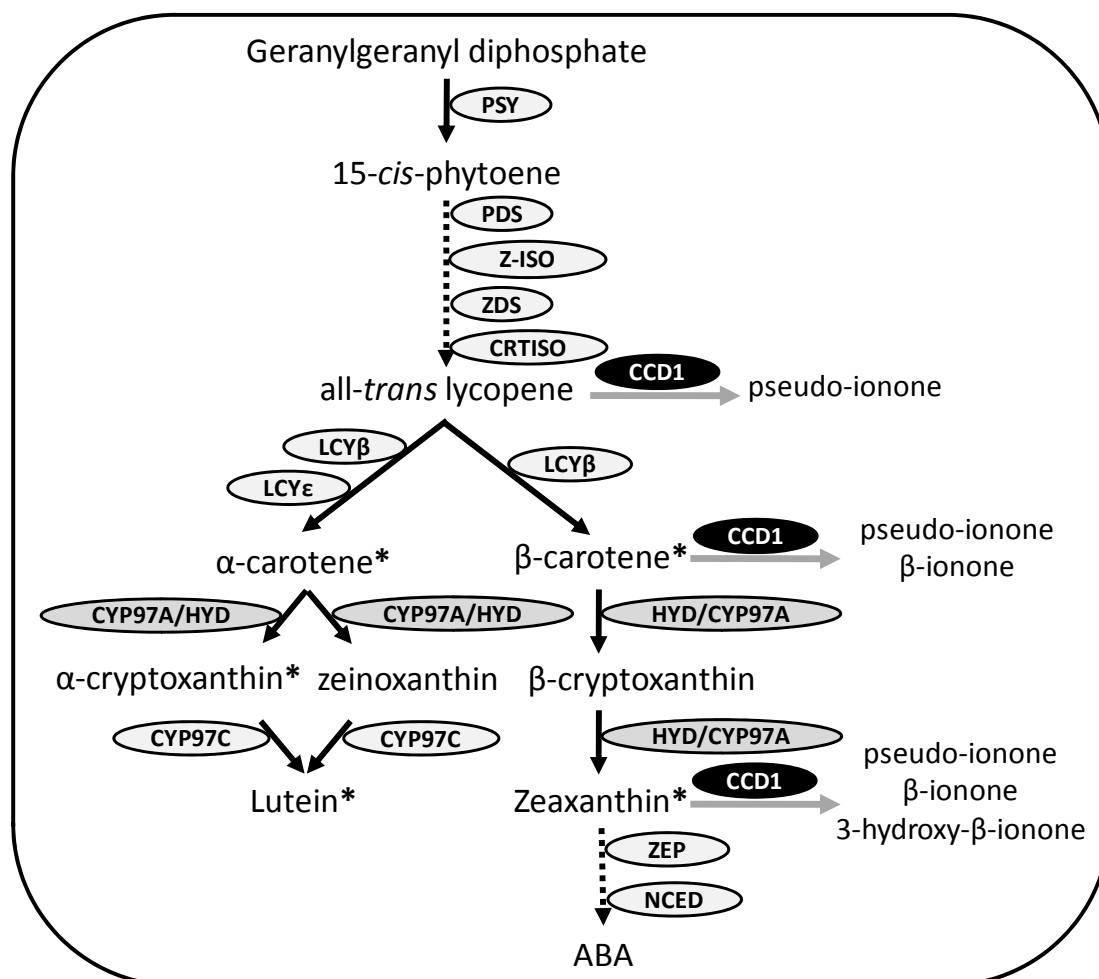 Geranylgeranyl diphosphate
PSY
15-cis-phytoene
PDS
Z-ISO
ZDS
CRTISO
all-trans lycopene
CCD1
pseudo-ionone
LCYβ
LCYε
LCYβ
α-carotene*
β-carotene*
CCD1
pseudo-ionone
β-ionone
CYP97A/HYD
CYP97A/HYD
HYD/CYP97A
α-cryptoxanthin*
zeinoxanthin
β-cryptoxanthin
CYP97C
CYP97C
HYD/CYP97A
Lutein*
Zeaxanthin*
CCD1
pseudo-ionone
β-ionone
3-hydroxy-β-ionone
ZEP
NCED
ABA